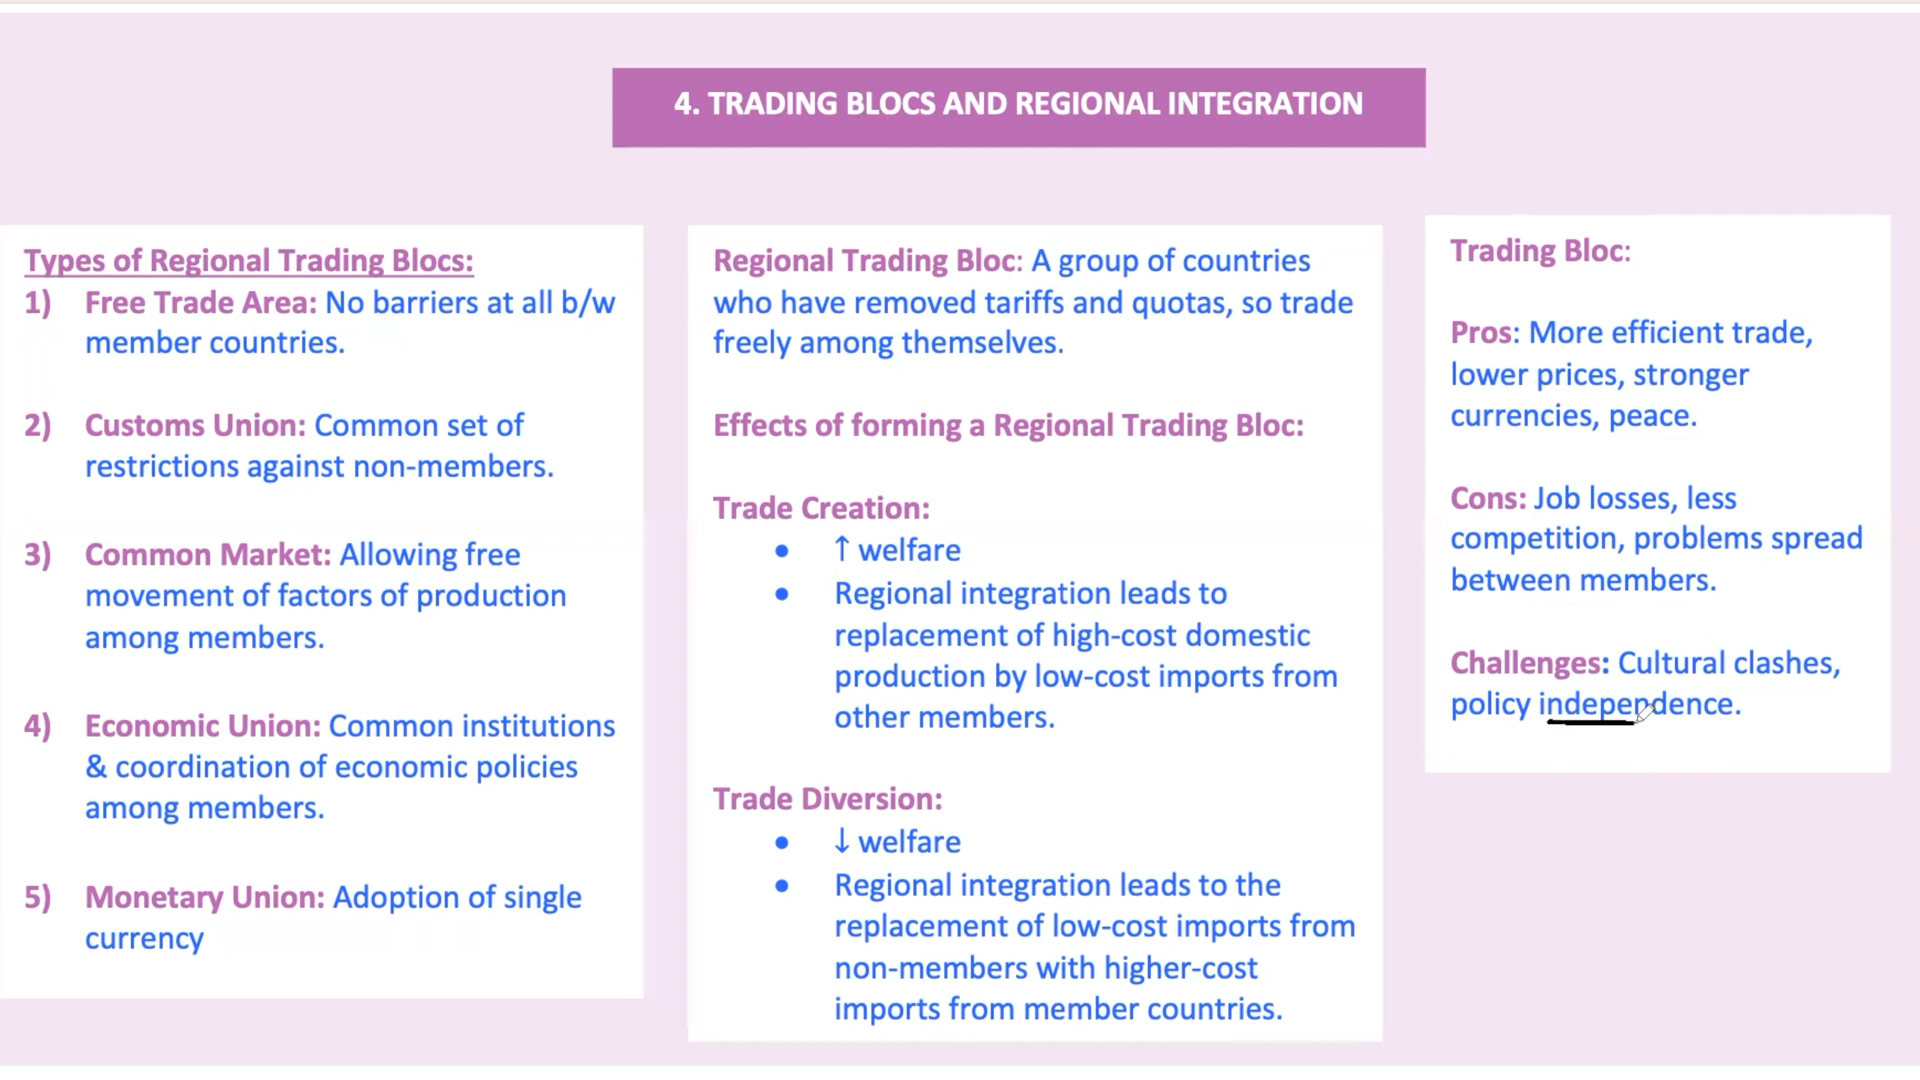 4. TRADING BLOCS AND REGIONAL INTEGRATION
Types of Regional Trading Blocs:
1) Free Trade Area: No barriers at all b/w
member countries.
2) Customs Union: Common set of
restrictions against non-members.
3) Common Market: Allowing free
movement of factors of production
among members.
4) Economic Union: Common institutions
& coordination of economic policies
among members.
5) Monetary Union: Adoption of single
currency
Regional Trading Bloc: A group of countries
who have removed tariffs and quotas, so trade
freely among themselves.
Effects of forming a Regional Trading Bloc:
Trade Creation:
• ↑ welfare
• Regional integration leads to
replacement of high-cost domestic
production by low-cost imports from
other members.
Trade Diversion:
• ↓ welfare
• Regional integration leads to the
replacement of low-cost imports from
non-members with higher-cost
imports from member countries.
Trading Bloc:
Pros: More efficient trade,
lower prices, stronger
currencies, peace.
Cons: Job losses, less
competition, problems spread
between members.
Challenges: Cultural clashes,
policy independence.